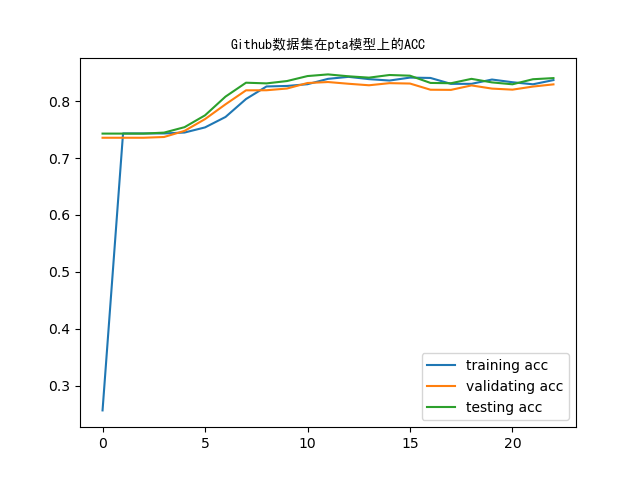 Github数据集在pta模型上的ACC
0.8
0.7
0.6
0.5
0.4
0.3
0
5
10
15
20
training acc
validating acc
testing acc